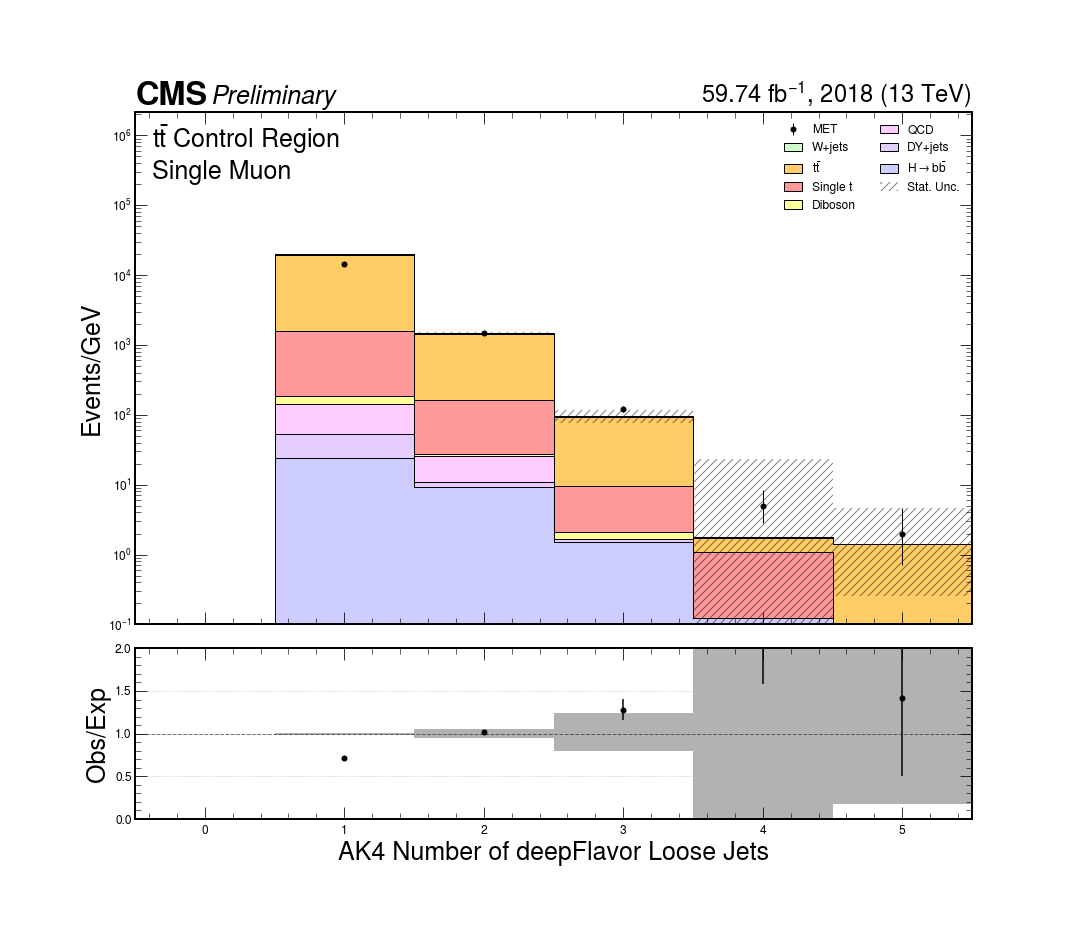 CMS Preliminary
59.74 fb⁻¹, 2018 (13 TeV)
tt̄ Control Region
Single Muon
MET
W+jets
tt̄
Single t
Diboson
QCD
DY+jets
H→bb̄
Stat. Unc.
Events/GeV
10⁶
10⁵
10⁴
10³
10²
10¹
10⁰
10⁻¹
Obs/Exp
2.0
1.5
1.0
0.5
0.0
0 1 2 3 4 5
AK4 Number of deepFlavor Loose Jets